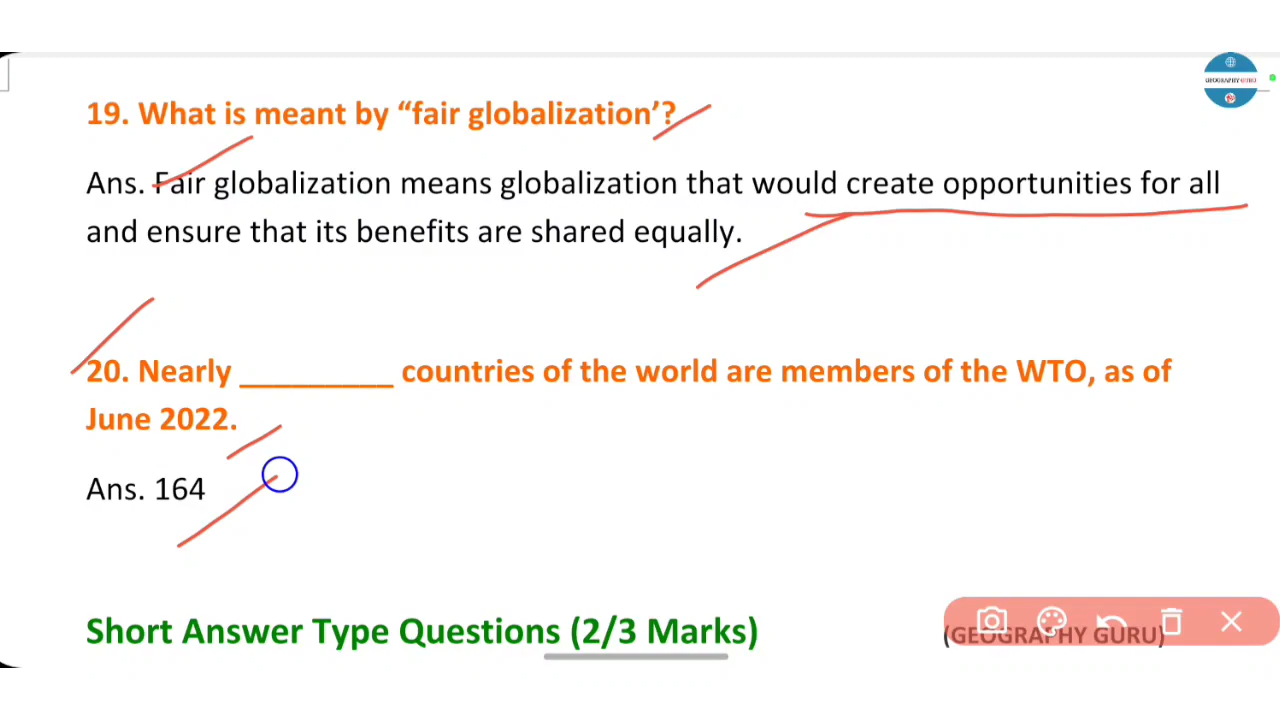 GEOGRAPHY GURU
19. What is meant by “fair globalization’?
Ans. Fair globalization means globalization that would create opportunities for all
and ensure that its benefits are shared equally.
20. Nearly _________ countries of the world are members of the WTO, as of
June 2022.
Ans. 164
Short Answer Type Questions (2/3 Marks)
(GEOGRAPHY GURU)